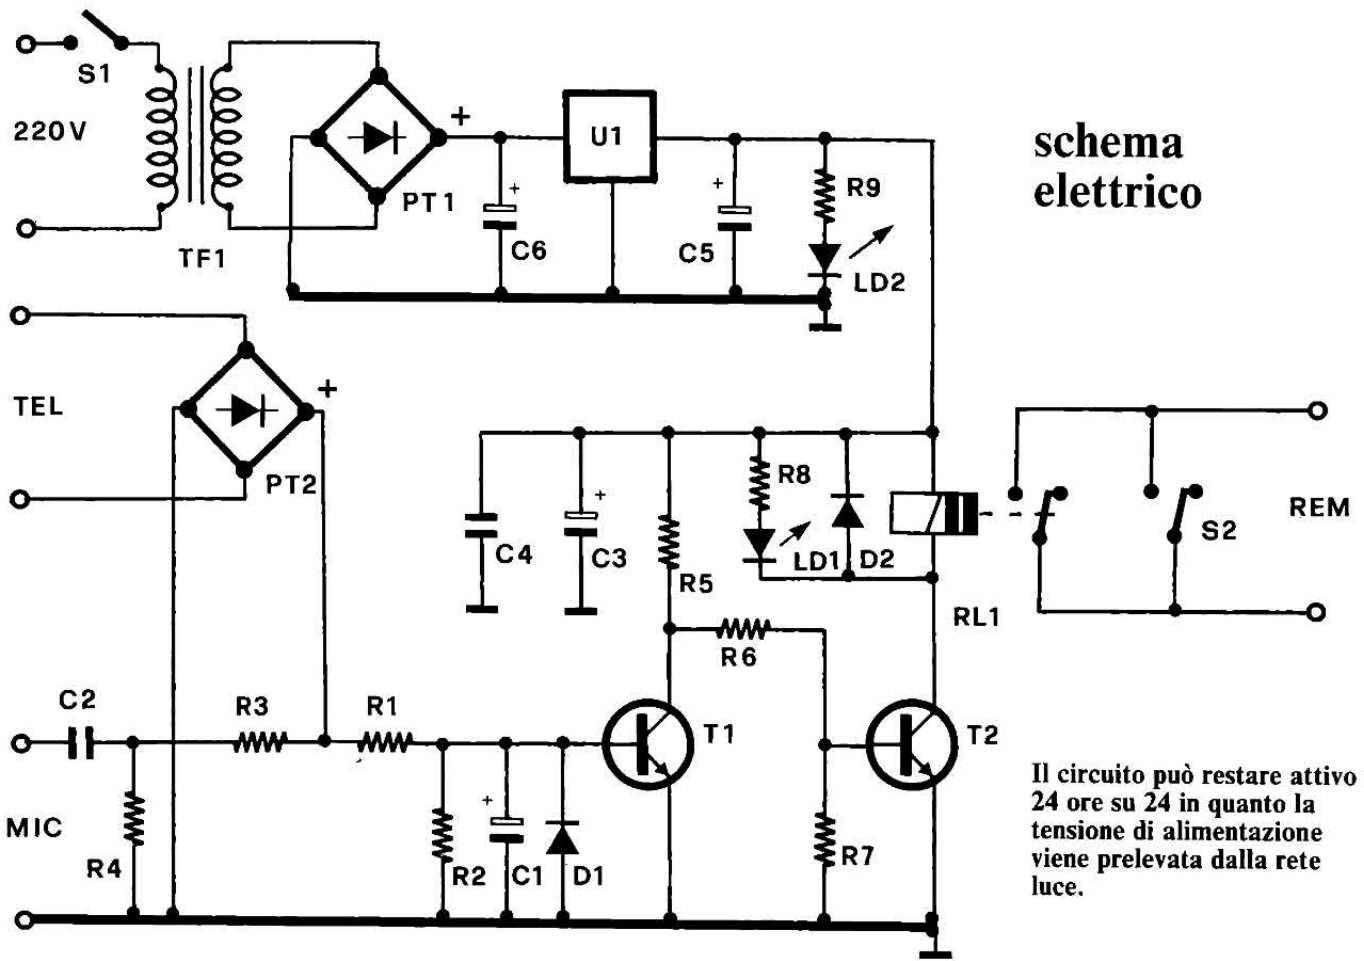 S1
220V
TF1
PT1
+
+
C6
U1
+
C5
R9
LD2
schema
elettrico
TEL
+
PT2
C4
+
C3
R5
R8
LD1
D2
RL1
S2
REM
R6
C2
R3
R1
T1
T2
MIC
R4
R2
+
C1
D1
R7
Il circuito può restare attivo
24 ore su 24 in quanto la
tensione di alimentazione
viene prelevata dalla rete
luce.